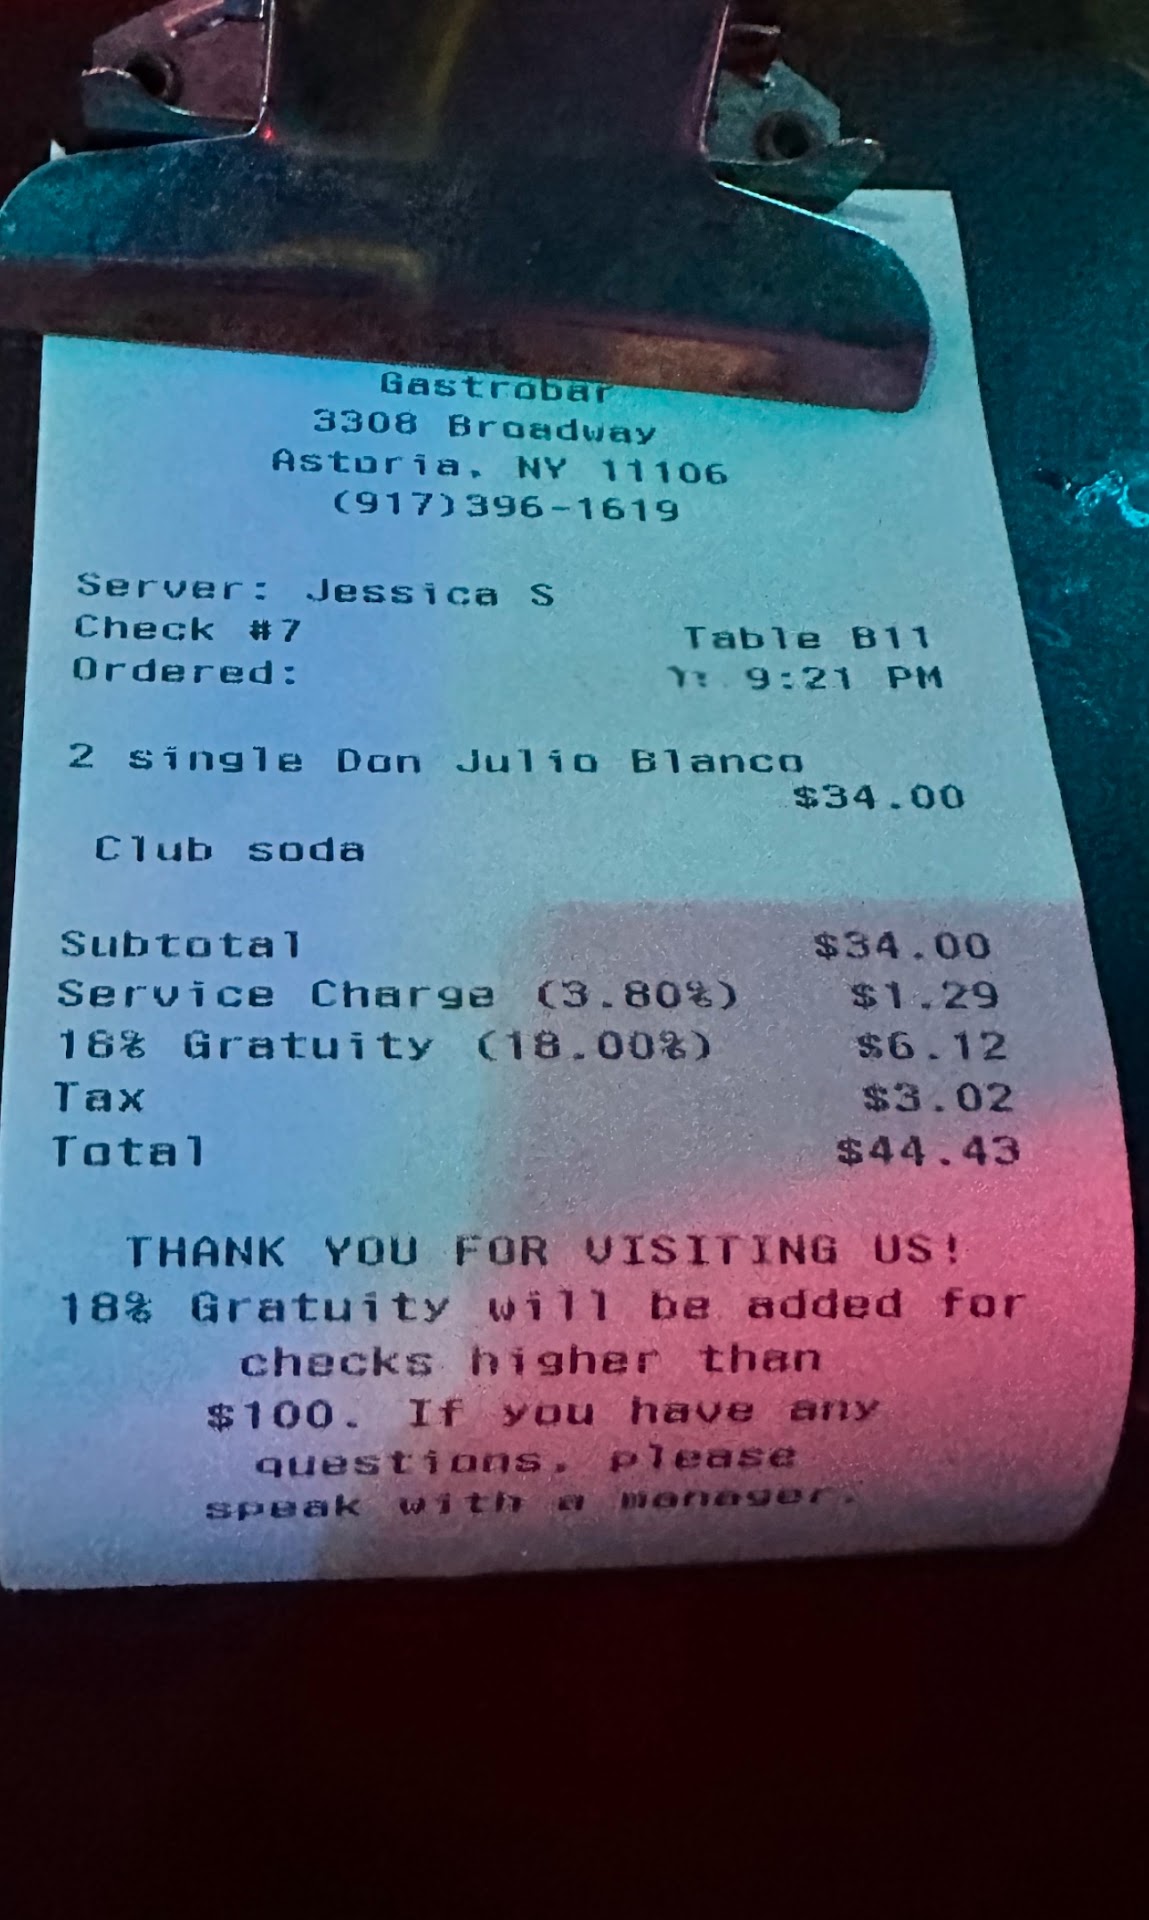 Gastrobar
3308 Broadway
Astoria, NY 11106
(917)396-1619
Server: Jessica S
Check #7 Table B11
Ordered: 9:21 PM
2 single Don Julio Blanco
$34.00
Club soda
Subtotal $34.00
Service Charge (3.80%) $1.29
18% Gratuity (18.00%) $6.12
Tax $3.02
Total $44.43
THANK YOU FOR VISITING US!
18% Gratuity will be added for
checks higher than
$100. If you have any
questions, please
speak with a manager.